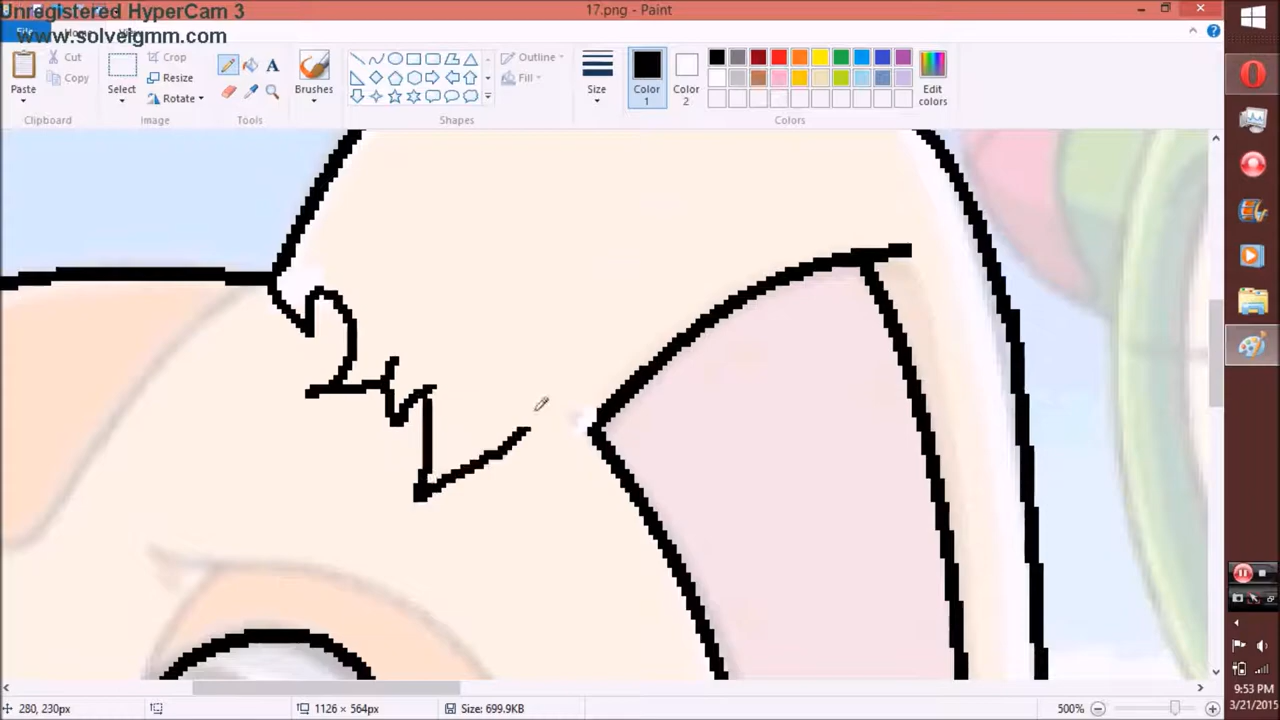 Unregistered HyperCam 3
www.solveigmm.com
17.png - Paint
File
Paste
Cut
Copy
Clipboard
Select
Crop
Resize
Rotate
Image
Tools
Brushes
Outline
Fill
Shapes
Size
Color 1
Color 2
Edit colors
Colors
280, 230px
1126 × 564px
Size: 699.9KB
500%
9:53 PM
3/21/2015